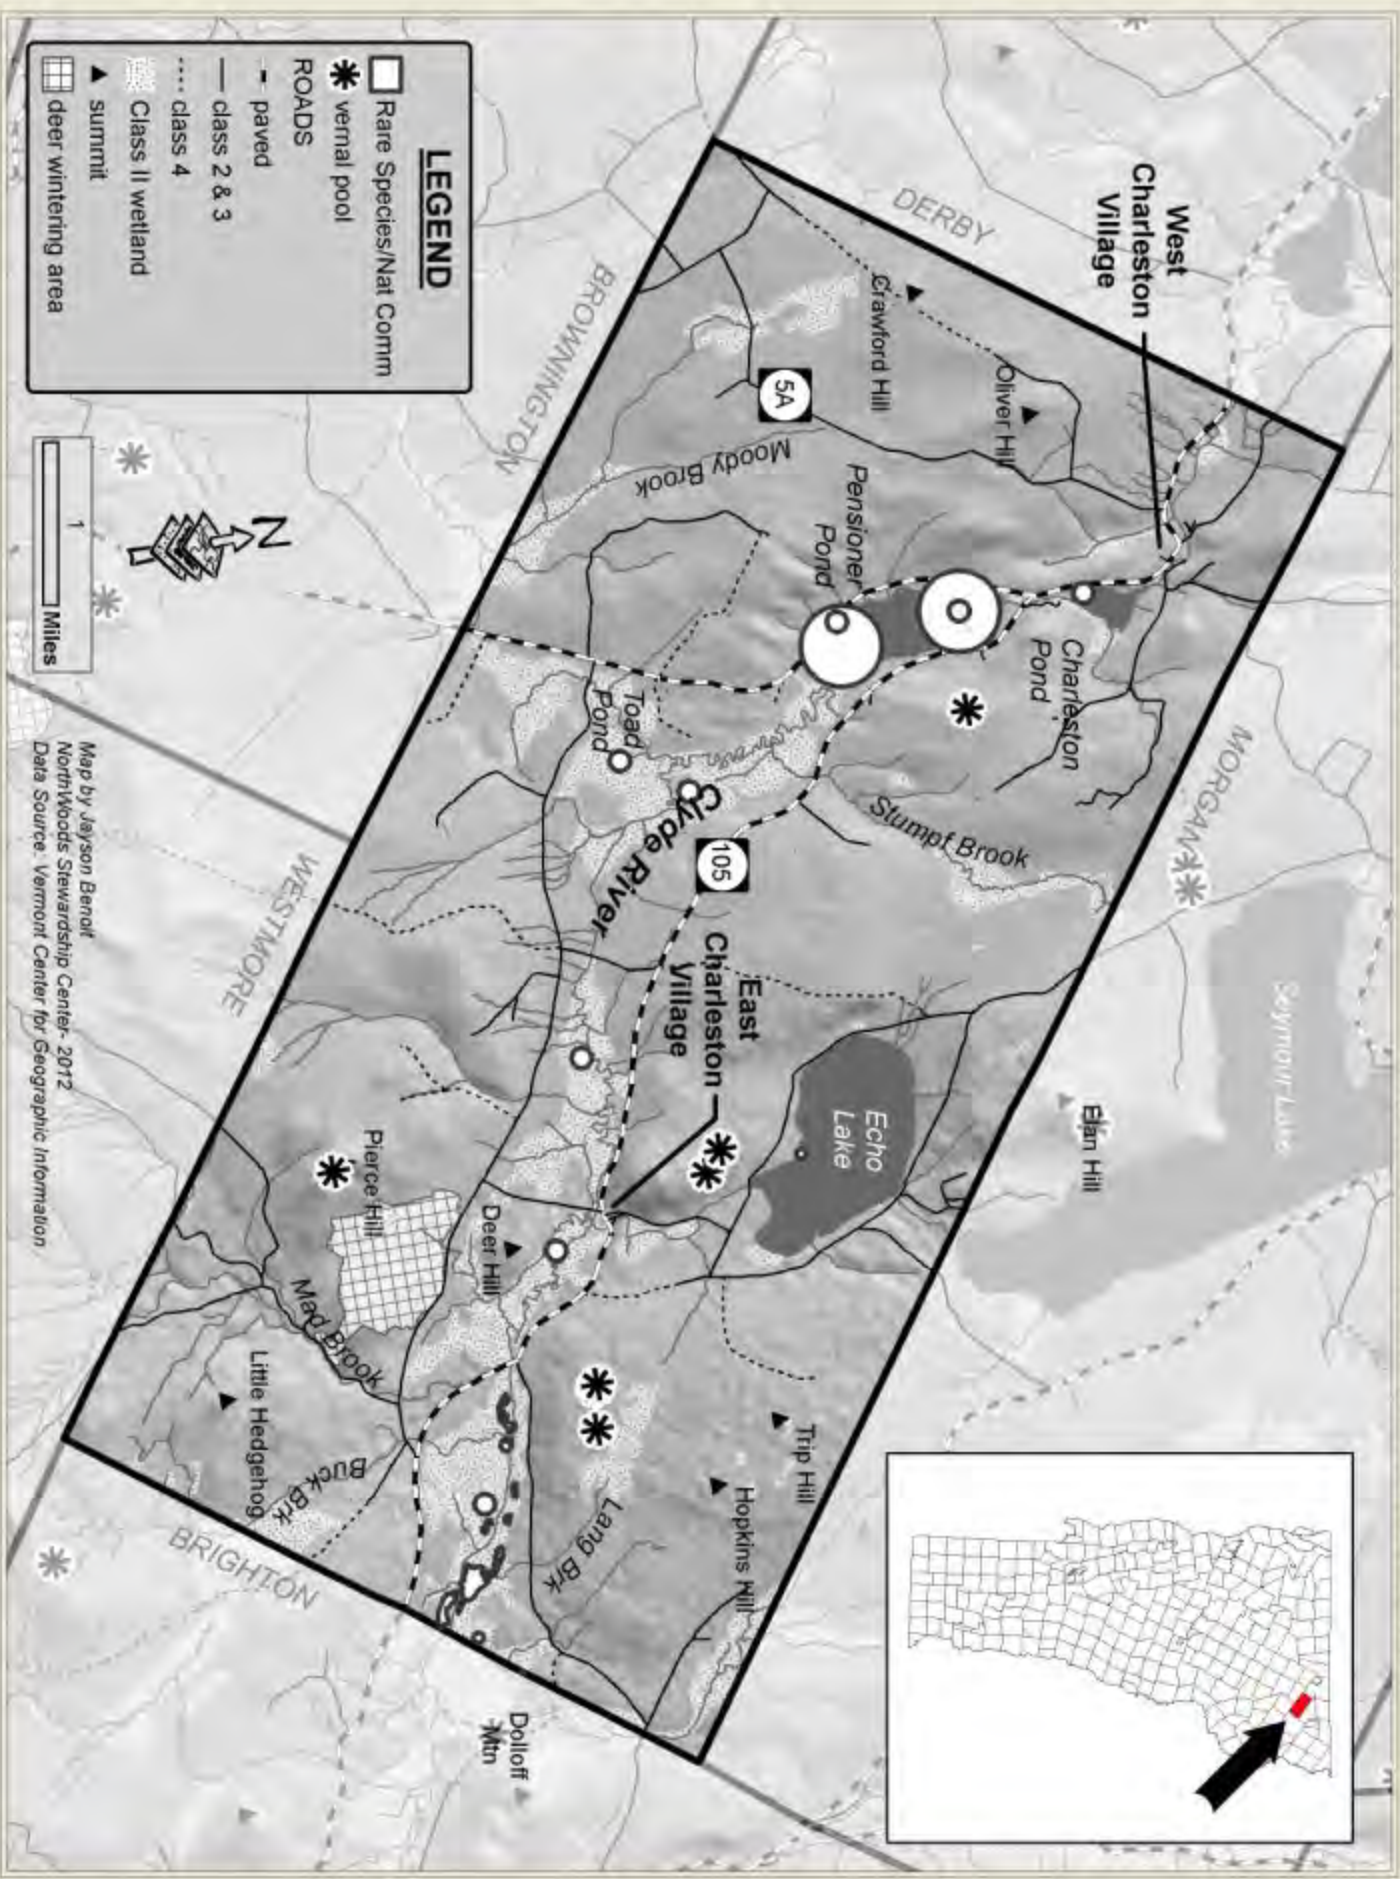 LEGEND
Rare Species/Nat Comm
vernal pool
ROADS
paved
class 2 & 3
class 4
Class II wetland
summit
deer wintering area
1
Miles
N
Map by Jayson Benoit
NorthWoods Stewardship Center- 2012
Data Source: Vermont Center for Geographic Information
West
Charleston
Village
DERBY
Crawford Hill
Oliver Hill
5A
BROWNINGTON
Moody Brook
Pensioner
Pond
Charleston
Pond
MORGAN
Toad
Pond
Clyde River
Stumpf Brook
105
WESTMORE
East
Charleston
Village
Echo
Lake
Seymour Lake
Elan Hill
Pierce Hill
Deer Hill
Mad Brook
Little Hedgehog
Buck Brk
BRIGHTON
Lang Brk
Trip Hill
Hopkins Hill
Dolloff
Mtn